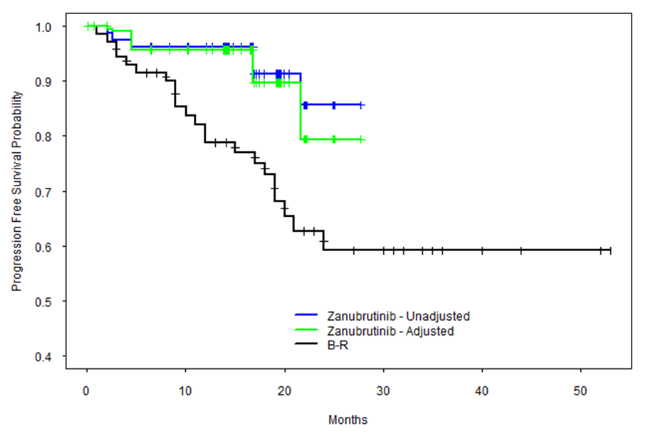 1.0
0.9
0.8
0.7
0.6
0.5
0.4
Progression Free Survival Probability
Zanubrutinib - Unadjusted
Zanubrutinib - Adjusted
B-R
0 10 20 30 40 50
Months